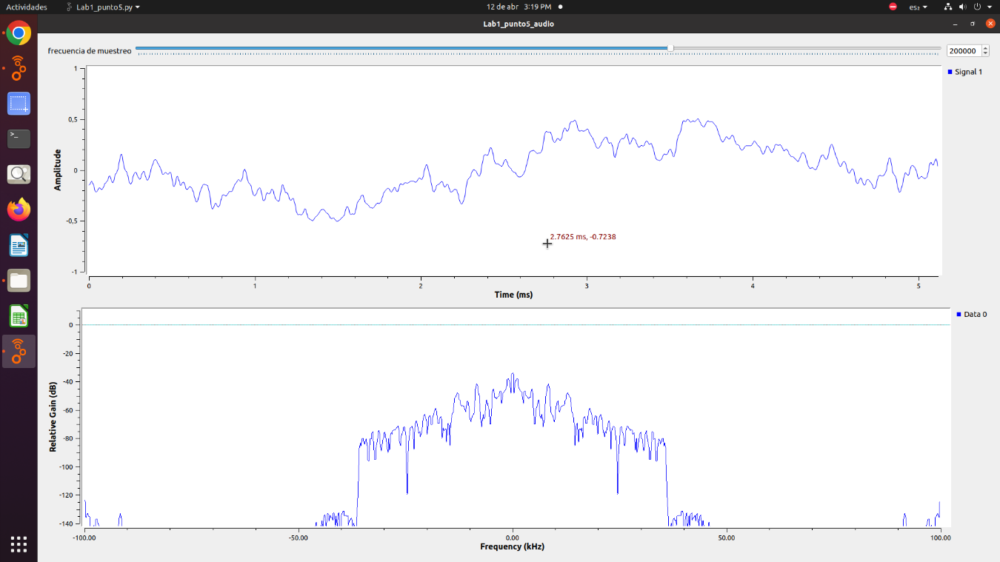 Actividades Lab1_punto5.py 12 de abr 3:19 PM es₂
Lab1_punto5_audio
frecuencia de muestreo 200000
Signal 1
1
0,5
0
-0,5
-1
Amplitude
2.7625 ms, -0.7238
0 1 2 3 4 5
Time (ms)
Data 0
0
-20
-40
-60
-80
-100
-120
-140
Relative Gain (dB)
-100.00 -50.00 0.00 50.00 100.00
Frequency (kHz)